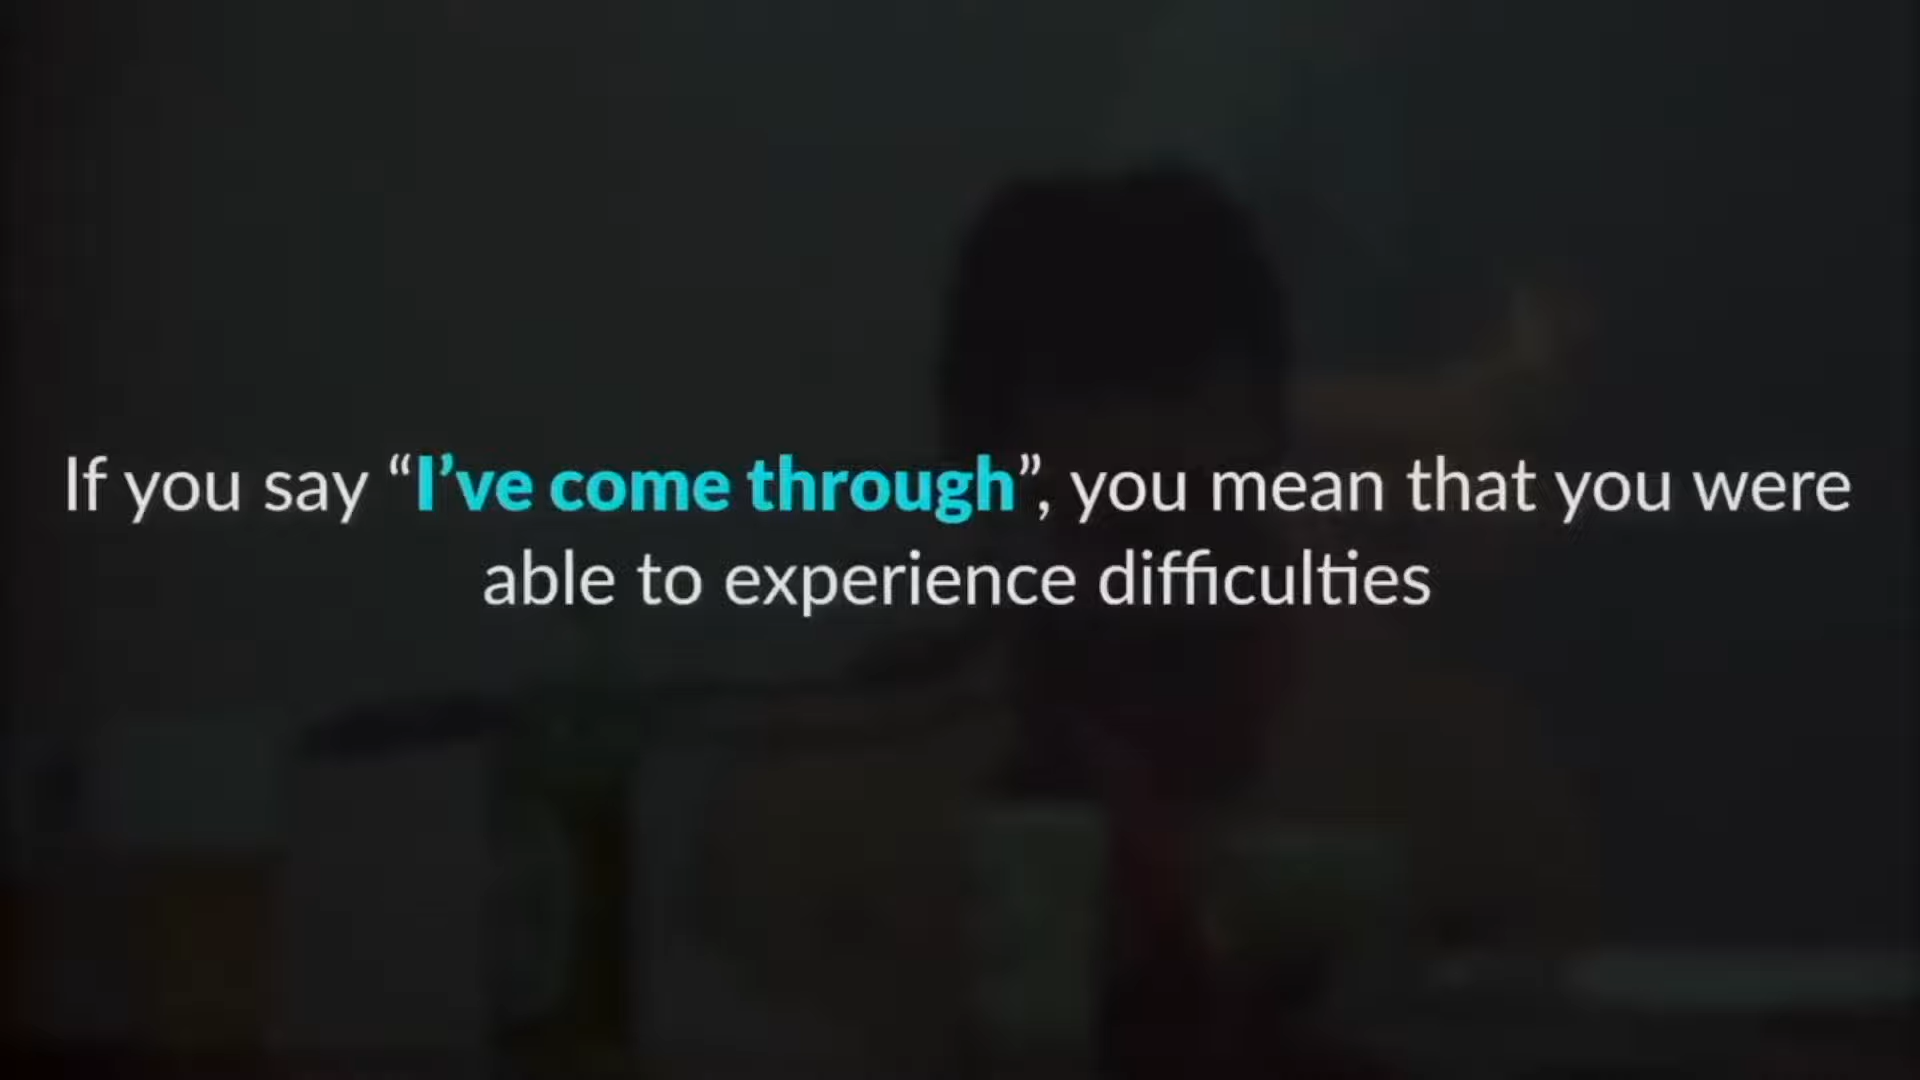 If you say “I’ve come through”, you mean that you were
able to experience difficulties